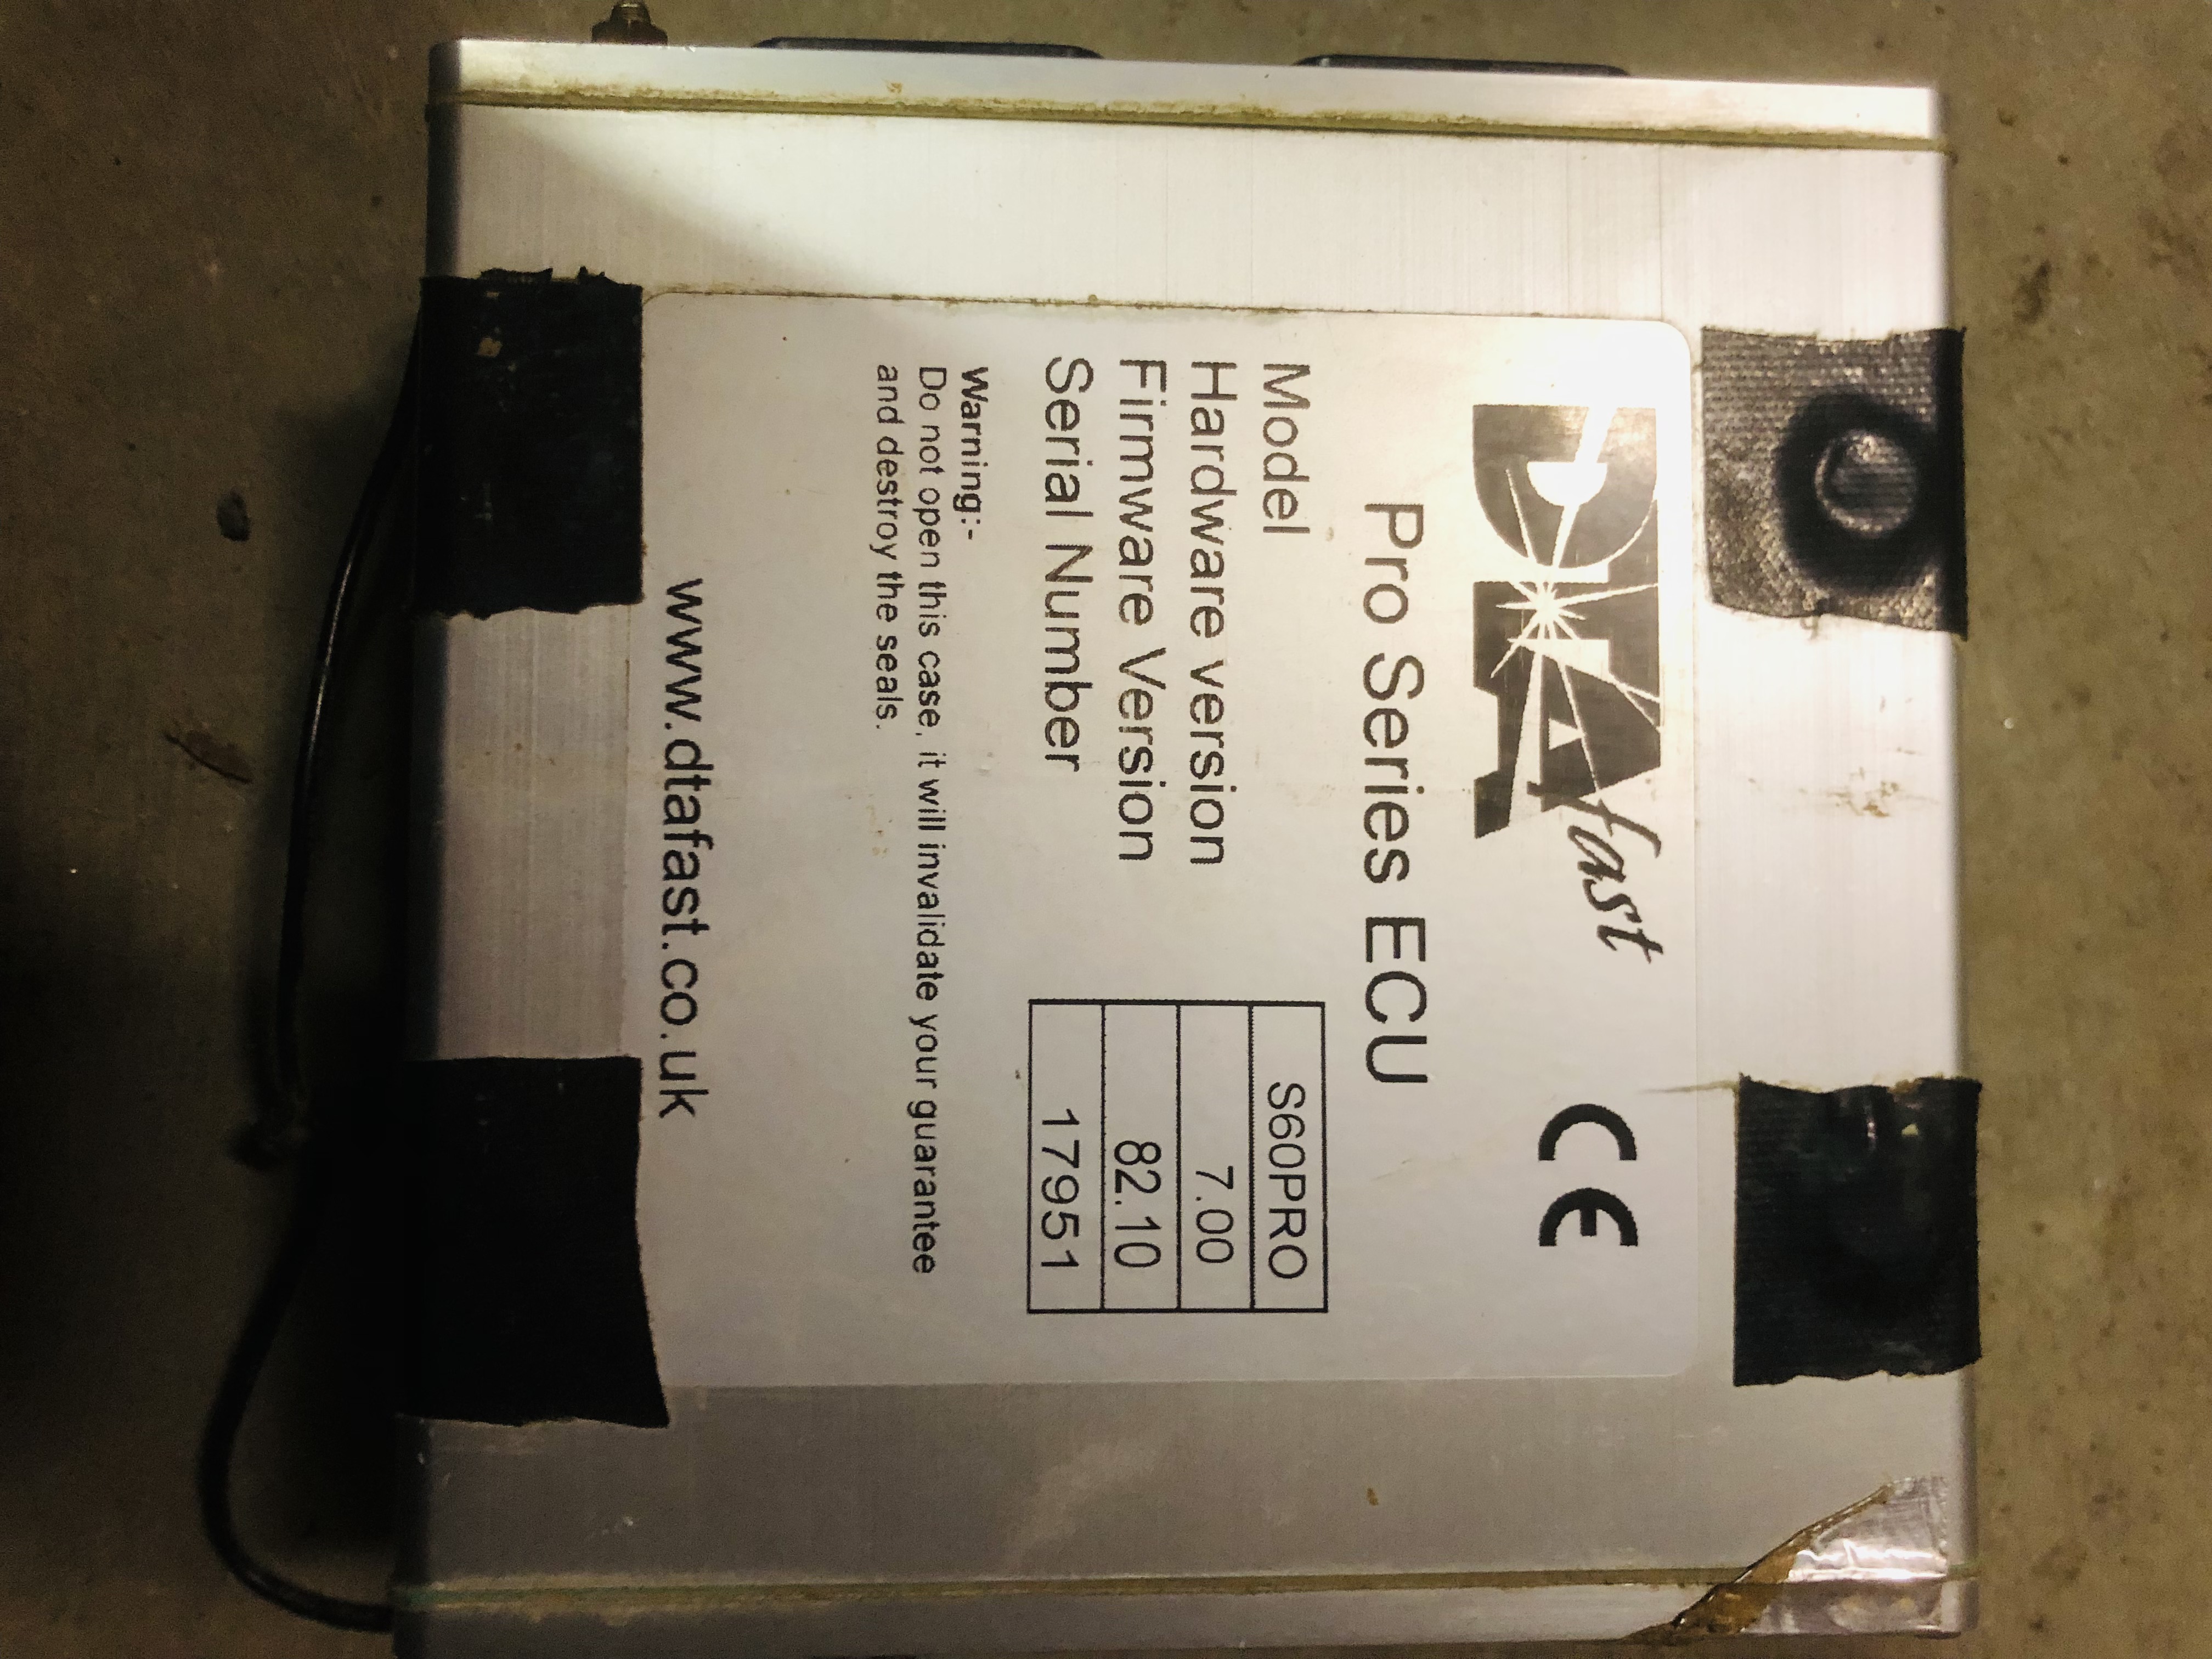 DTAfast
CE
Pro Series ECU
Model S60PRO
Hardware version 7.00
Firmware Version 82.10
Serial Number 17951
Warning:-
Do not open this case, it will invalidate your guarantee
and destroy the seals.
www.dtafast.co.uk